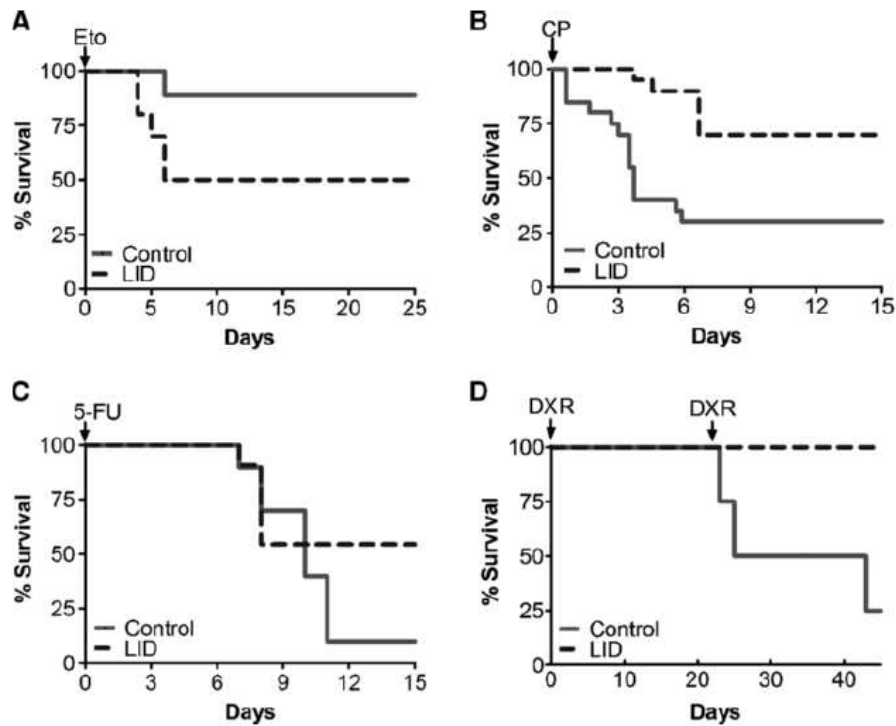 A
Eto
100
75
50
25
0
% Survival
Control
LID
0 5 10 15 20 25
Days
B
CP
100
75
50
25
0
% Survival
Control
LID
0 3 6 9 12 15
Days
C
5-FU
100
75
50
25
0
% Survival
Control
LID
0 3 6 9 12 15
Days
D
DXR DXR
100
75
50
25
0
% Survival
Control
LID
0 10 20 30 40
Days